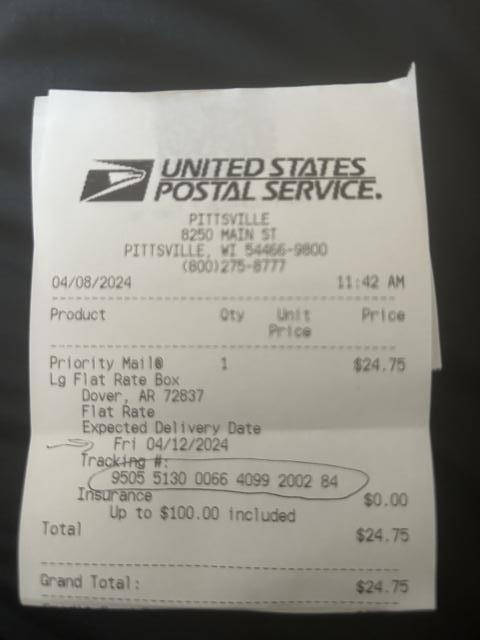 UNITED STATES
POSTAL SERVICE.
PITTSVILLE
8250 MAIN ST
PITTSVILLE, WI 54466-9800
(800)275-8777
04/08/2024 11:42 AM
Product Qty Unit Price
Price
Priority Mail® 1 $24.75
Lg Flat Rate Box
Dover, AR 72837
Flat Rate
Expected Delivery Date
Fri 04/12/2024
Tracking #:
9505 5130 0066 4099 2002 84
Insurance $0.00
Up to $100.00 included
Total $24.75
Grand Total: $24.75